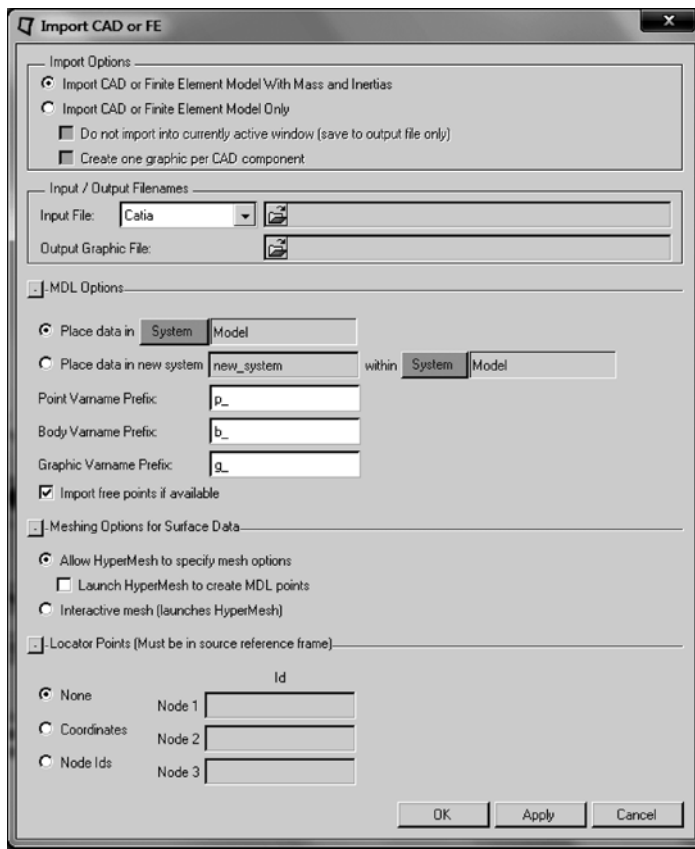 Import CAD or FE
x
Import Options
Import CAD or Finite Element Model With Mass and Inertias
Import CAD or Finite Element Model Only
Do not import into currently active window (save to output file only)
Create one graphic per CAD component
Input / Output Filenames
Input File: Catia
Output Graphic File:
- MDL Options
Place data in System Model
Place data in new system new_system within System Model
Point Varname Prefix: p_
Body Varname Prefix: b_
Graphic Varname Prefix: g_
Import free points if available
- Meshing Options for Surface Data
Allow HyperMesh to specify mesh options
Launch HyperMesh to create MDL points
Interactive mesh (launches HyperMesh)
- Locator Points (Must be in source reference frame)
Id
None
Node 1
Coordinates
Node 2
Node Ids
Node 3
OK Apply Cancel